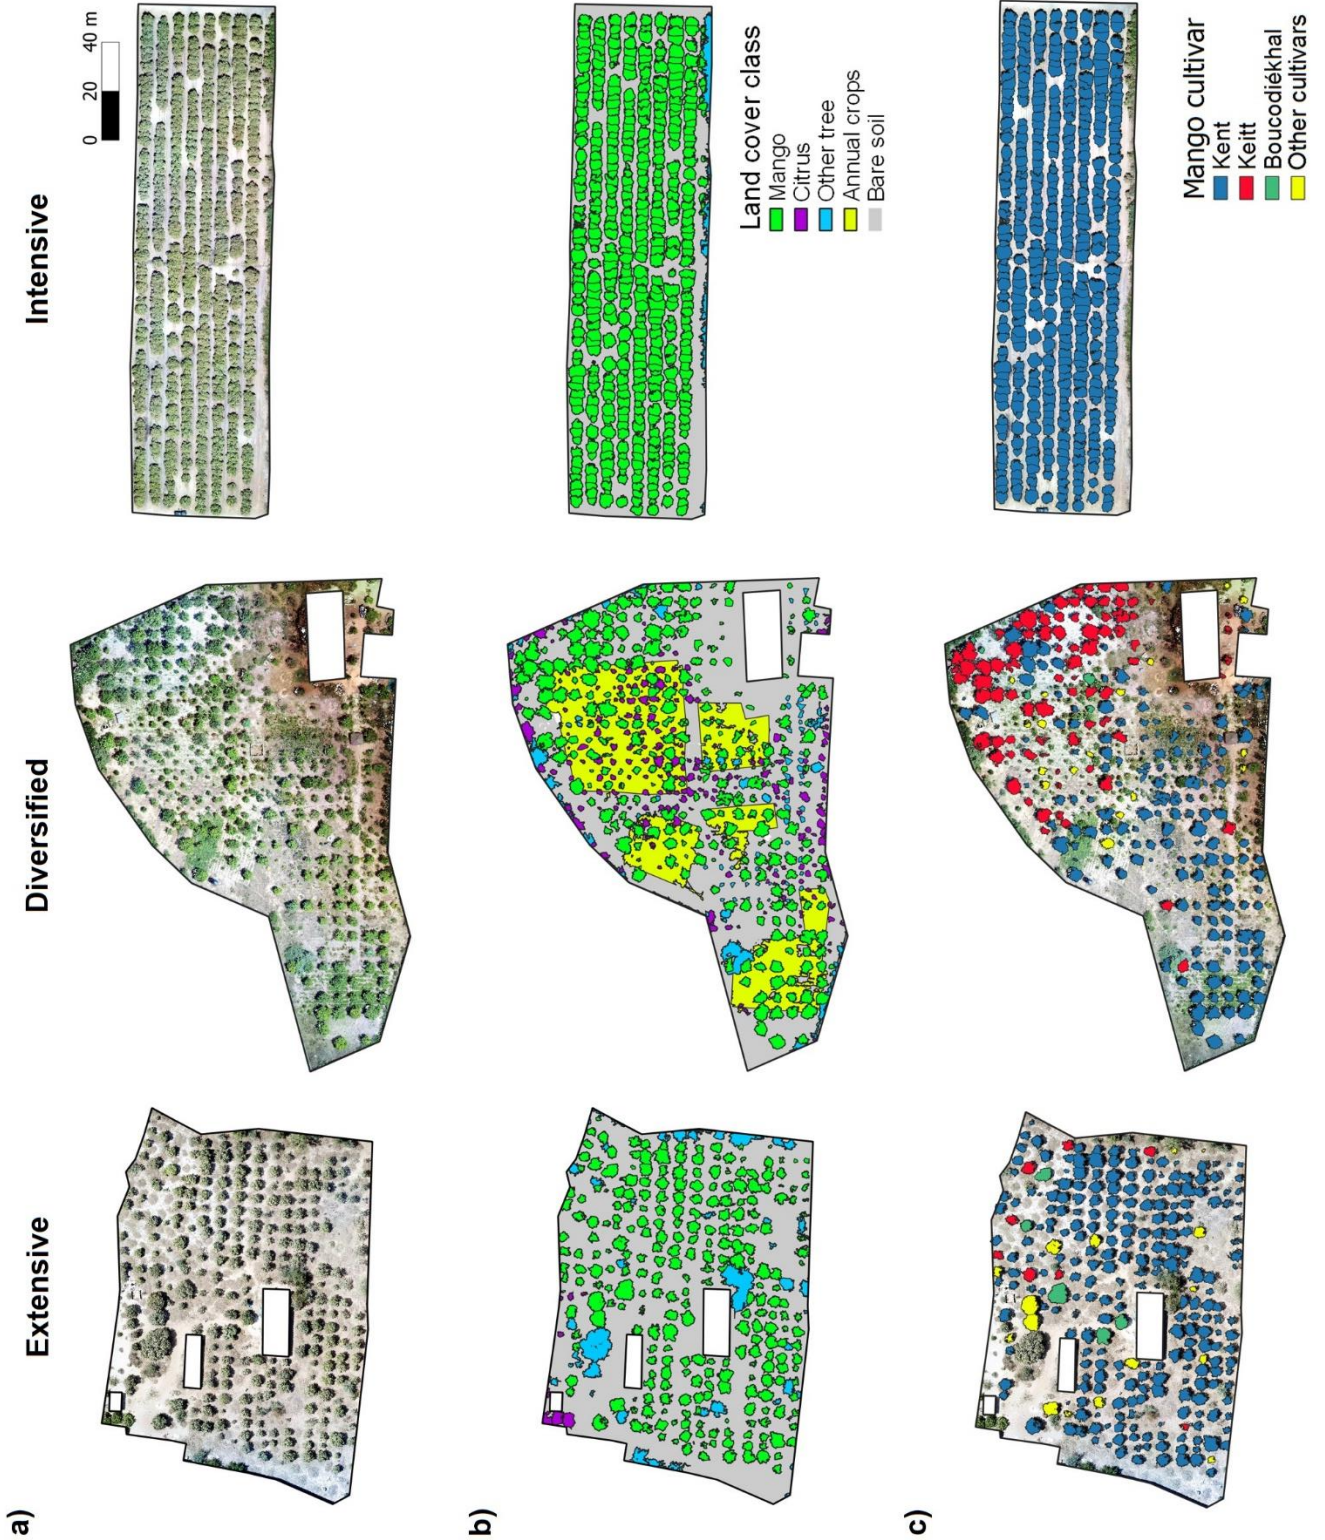 Extensive
Diversified
Intensive
a)
0 20 40 m
b)
Land cover class
Mango
Citrus
Other tree
Annual crops
Bare soil
c)
Mango cultivar
Kent
Keitt
Boucodiékhal
Other cultivars